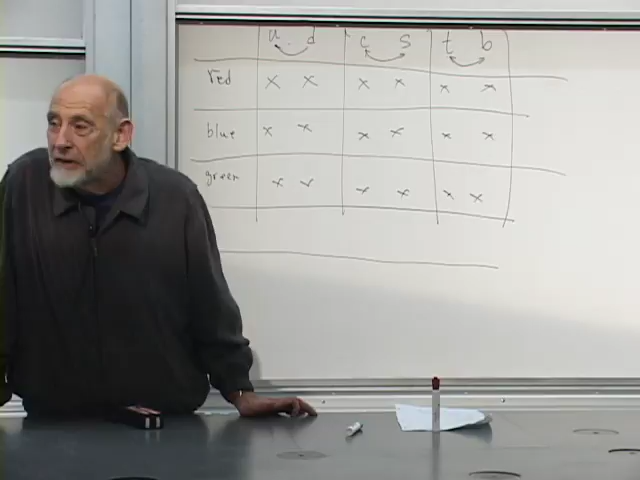 u d c s t b
red x x x x x x
blue x x x x x x
green x x x x x x